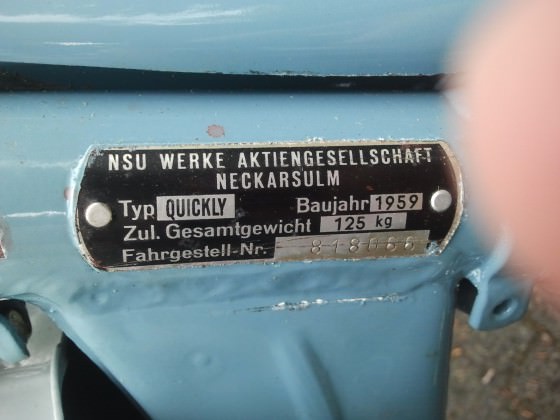 NSU WERKE AKTIENGESELLSCHAFT
NECKARSULM
Typ QUICKLY Baujahr 1959
Zul. Gesamtgewicht 125 kg
Fahrgestell-Nr.